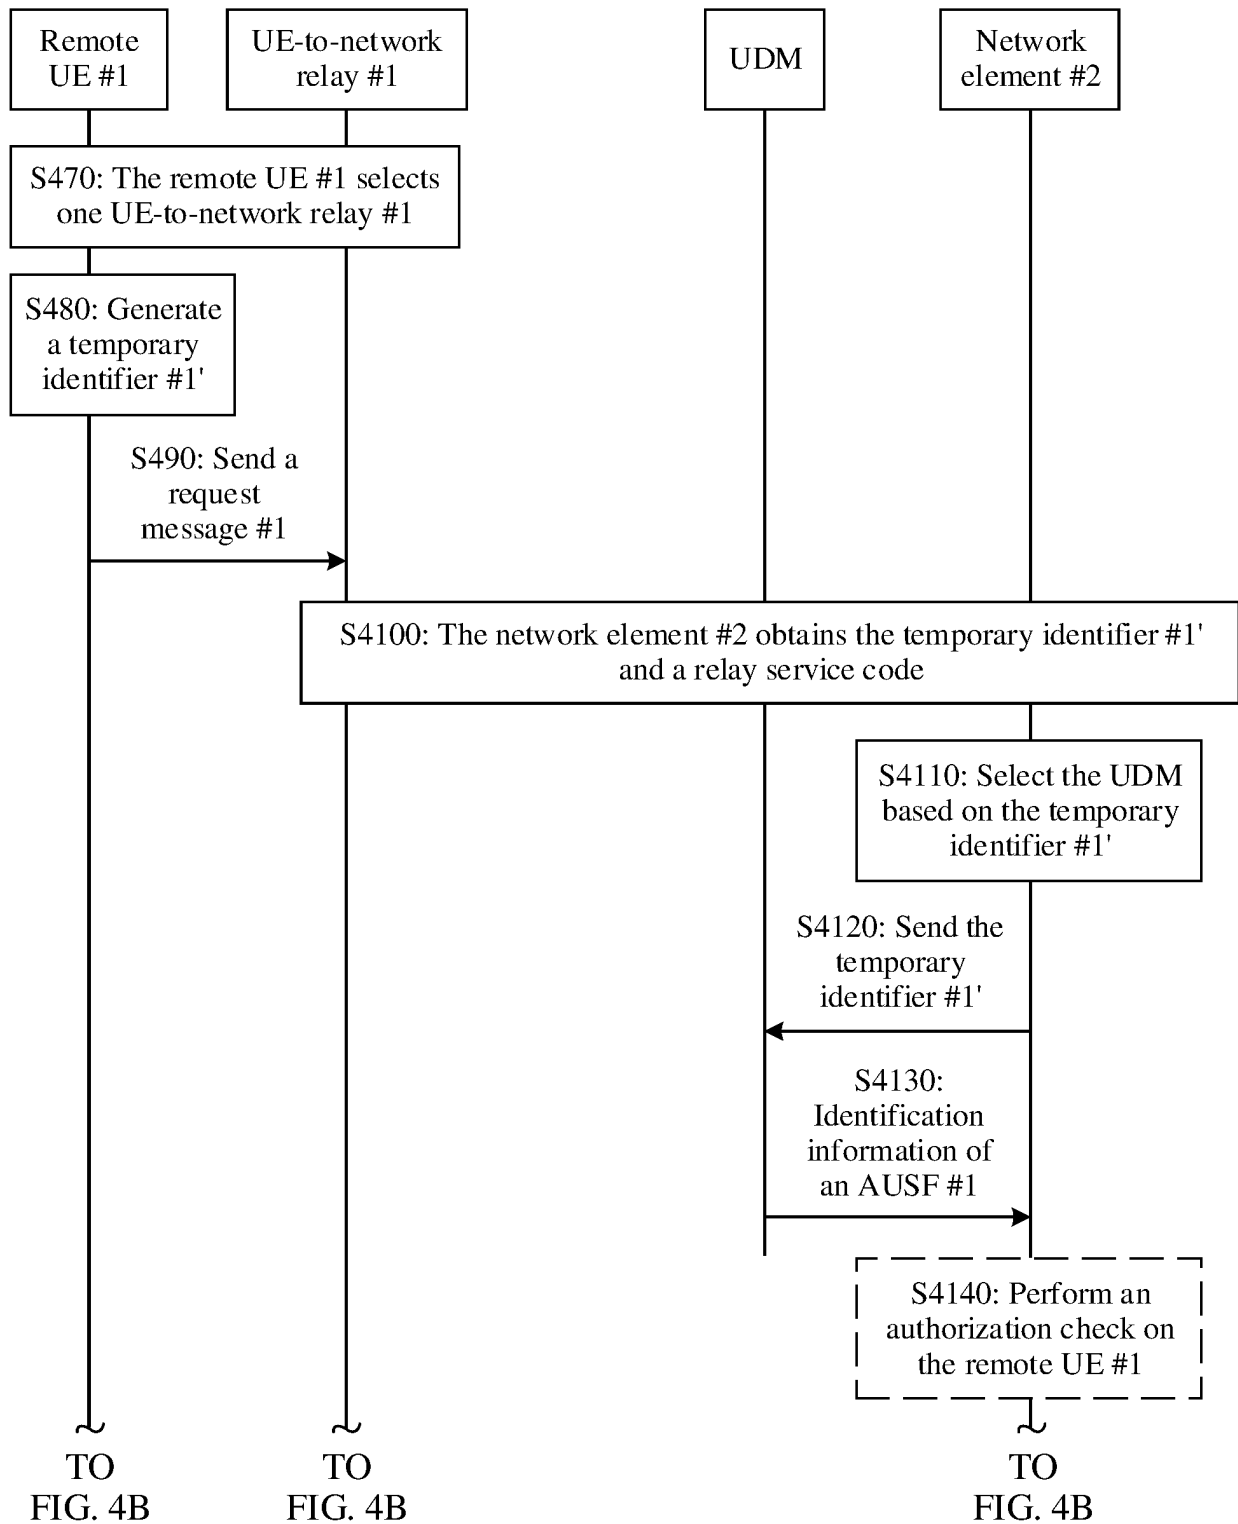 Remote
UE #1
UE-to-network
relay #1
UDM
Network
element #2
S470: The remote UE #1 selects
one UE-to-network relay #1
S480: Generate
a temporary
identifier #1'
S490: Send a
request
message #1
S4100: The network element #2 obtains the temporary identifier #1'
and a relay service code
S4110: Select the UDM
based on the temporary
identifier #1'
S4120: Send the
temporary
identifier #1'
S4130:
Identification
information of
an AUSF #1
S4140: Perform an
authorization check on
the remote UE #1
TO
FIG. 4B
TO
FIG. 4B
TO
FIG. 4B